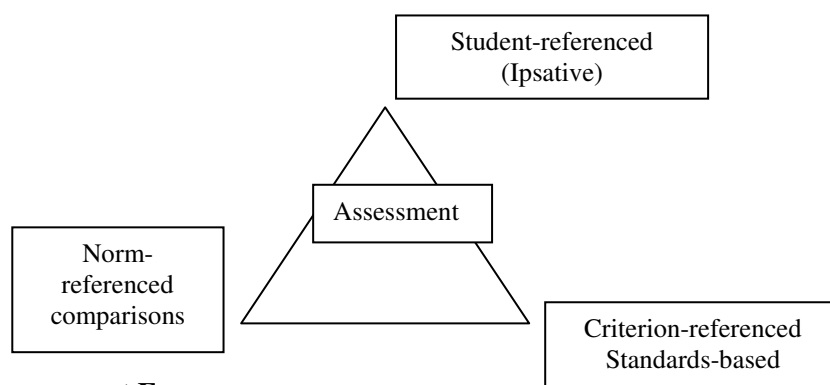 Student-referenced
(Ipsative)
Assessment
Norm-
referenced
comparisons
Criterion-referenced
Standards-based